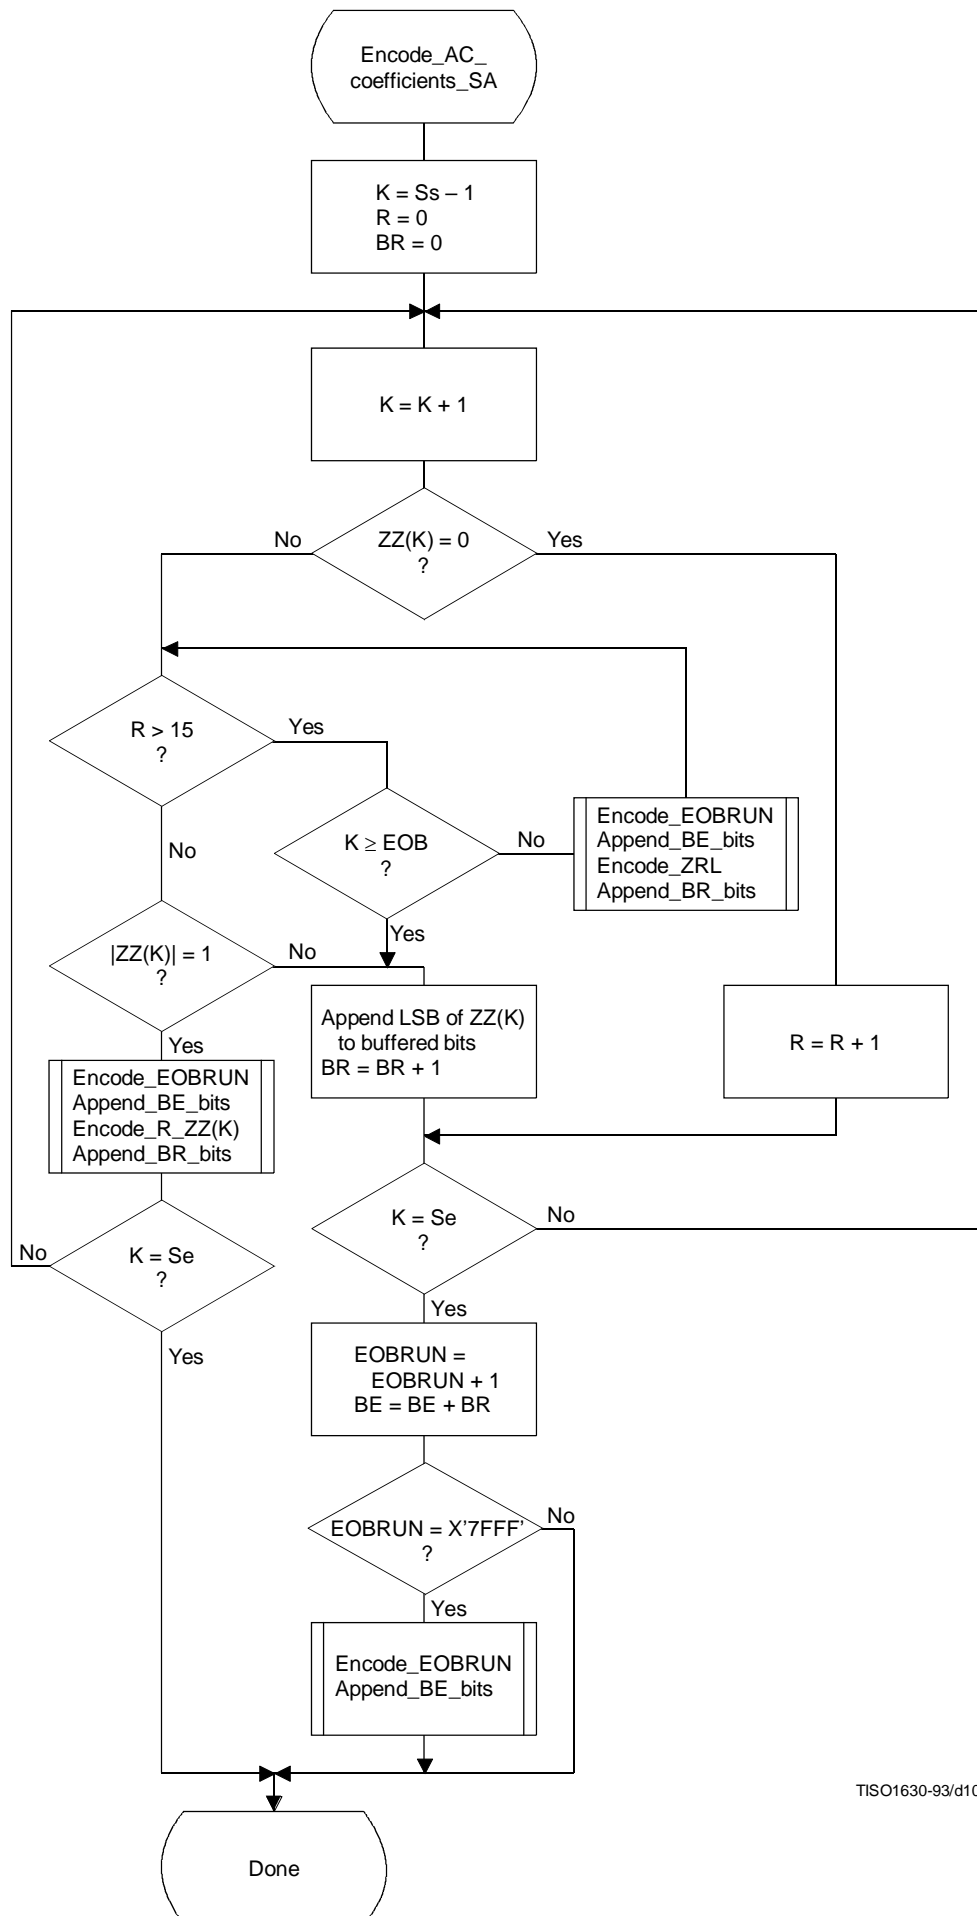 Encode_AC_
coefficients_SA
K = Ss – 1
R = 0
BR = 0
K = K + 1
No
ZZ(K) = 0
?
Yes
R > 15
?
Yes
No
K ≥ EOB
?
No
Yes
Encode_EOBRUN
Append_BE_bits
Encode_ZRL
Append_BR_bits
|ZZ(K)| = 1
?
No
Yes
Append LSB of ZZ(K)
to buffered bits
BR = BR + 1
R = R + 1
Encode_EOBRUN
Append_BE_bits
Encode_R_ZZ(K)
Append_BR_bits
K = Se
?
No
Yes
K = Se
?
No
Yes
EOBRUN =
EOBRUN + 1
BE = BE + BR
EOBRUN = X’7FFF’
?
No
Yes
Encode_EOBRUN
Append_BE_bits
TISO1630-93/d10
Done